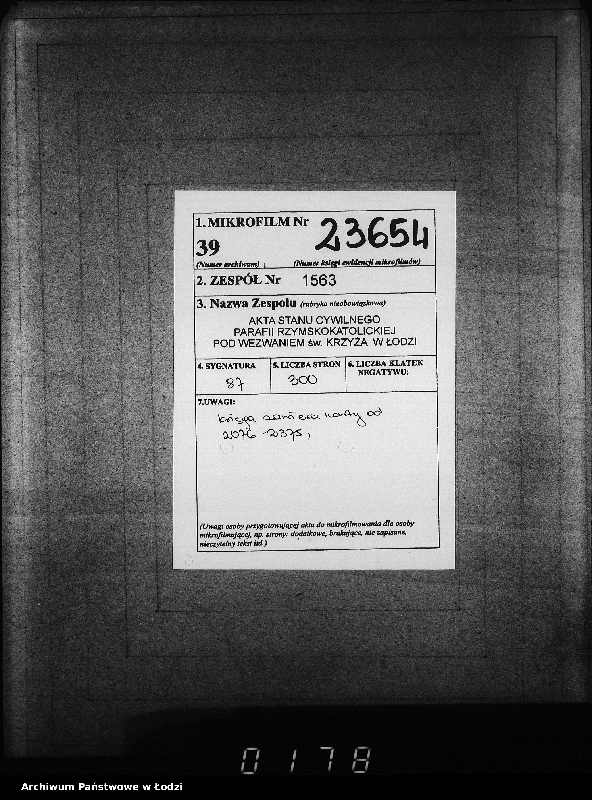 1. MIKROFILM Nr
39
23654
(Numer archiwum) (Numer księgi ewidencji mikrofilmów)
2. ZESPÓŁ Nr 1563
3. Nazwa Zespołu (rubryka nieobowiązkowa)
AKTA STANU CYWILNEGO
PARAFII RZYMSKOKATOLICKIEJ
POD WEZWANIEM św. KRZYŻA W ŁODZI
4. SYGNATURA 5. LICZBA STRON 6. LICZBA KLATEK
NEGATYWU:
87 300
7.UWAGI:
księga zawiera karty od
2076 - 2375,
(Uwagi osoby przygotowującej akta do mikrofilmowania dla osoby
mikrofilmującej, np. strony: dodatkowe, brakujące, nie zapisane,
nieczytelny tekst itd.)
0178
Archiwum Państwowe w Łodzi